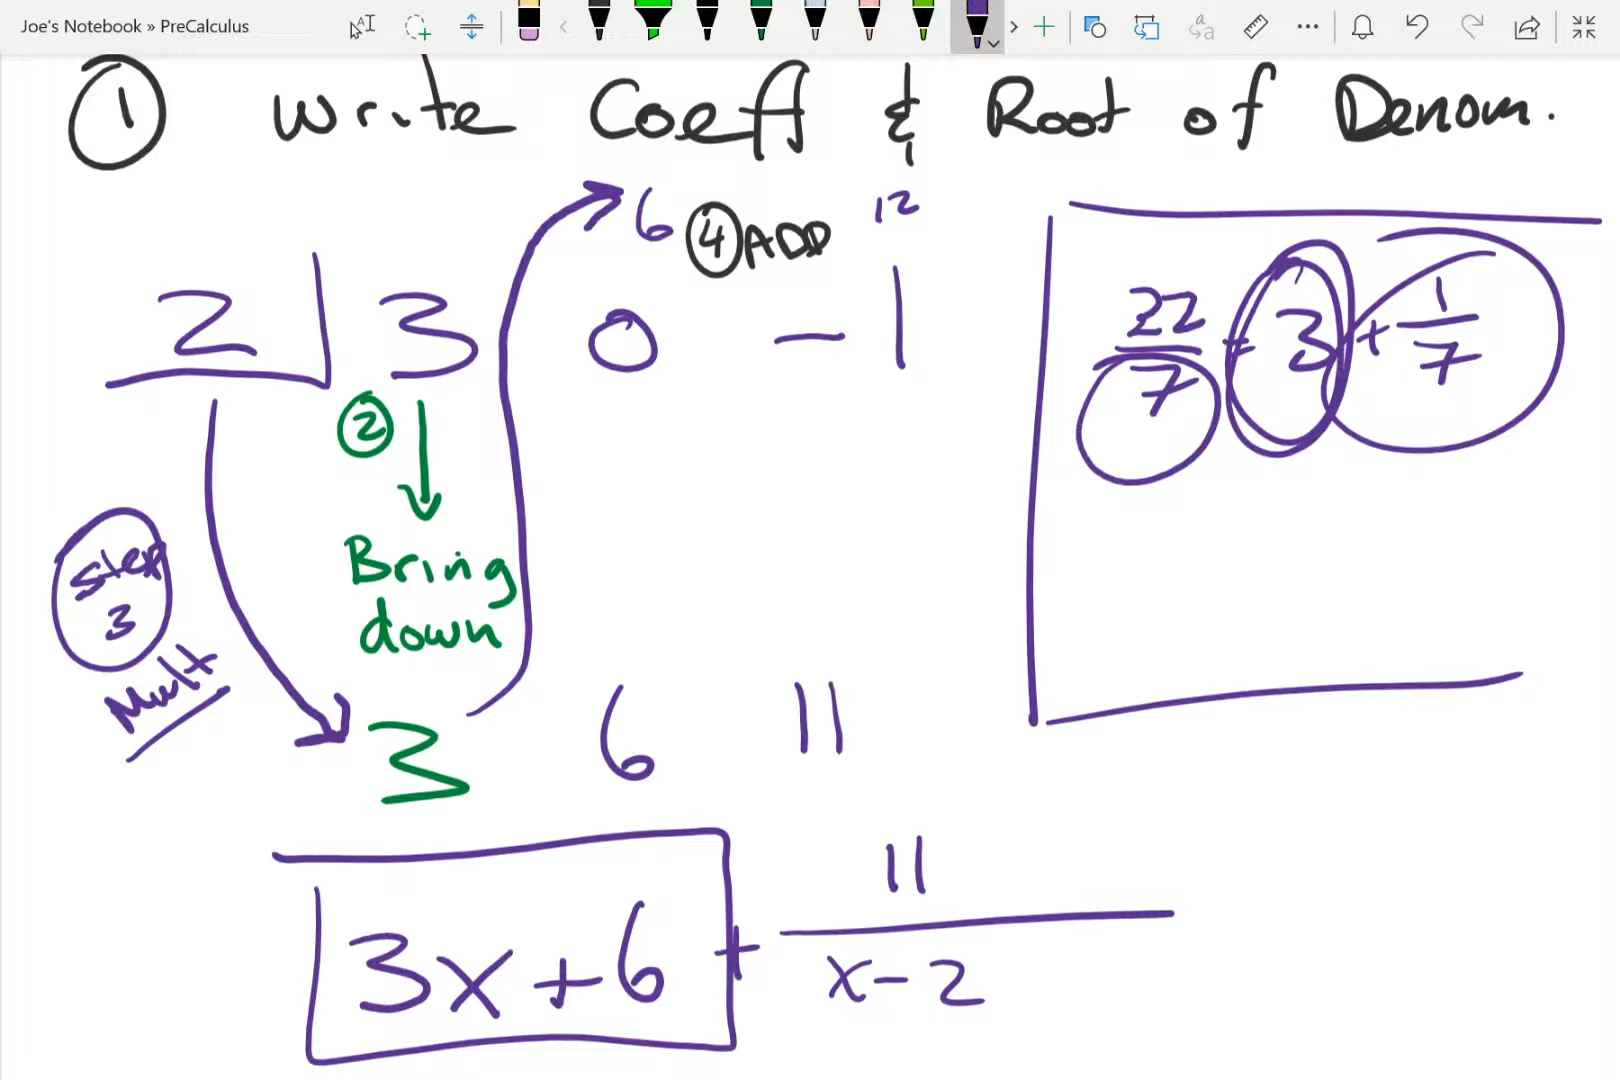 Joe's Notebook » PreCalculus
① Write Coeff & Root of Denom.
6 ④ ADD 12
2 3 0 -1
22/7 = 3 + 1/7
②
Bring
down
Step
3
Mult
3 6 11
3x+6 + 11/x-2